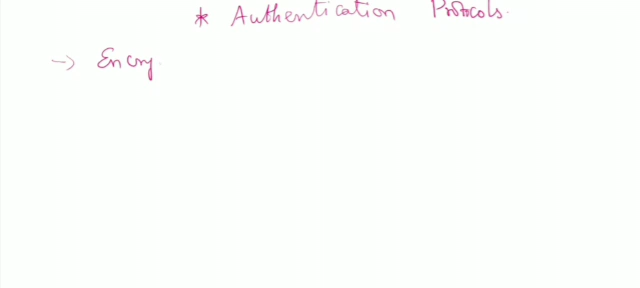 * Authentication Protocols.
→ Encry